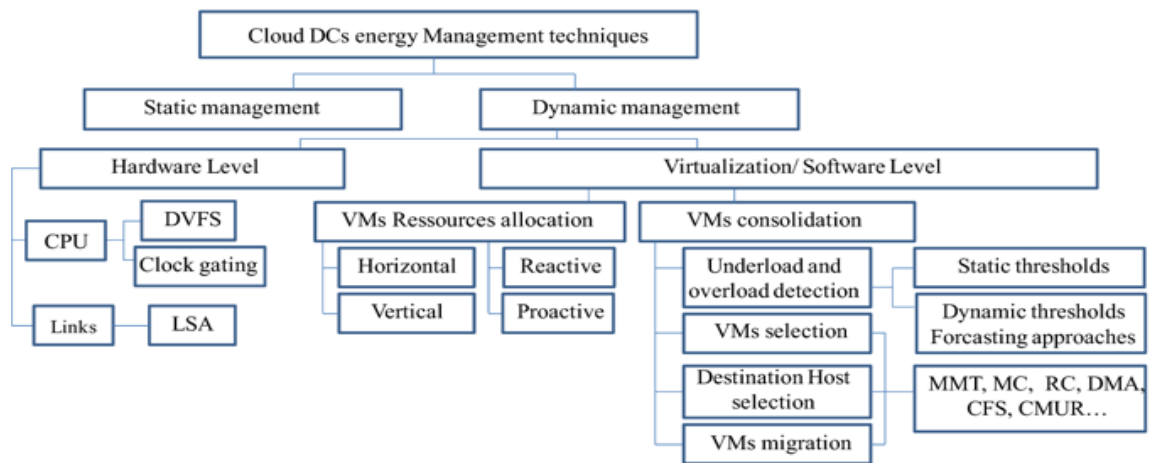 Cloud DCs energy Management techniques
Static management
Dynamic management
Hardware Level
Virtualization/ Software Level
CPU
DVFS
Clock gating
Links
LSA
VMs Ressources allocation
Horizontal
Vertical
Reactive
Proactive
VMs consolidation
Underload and
overload detection
Static thresholds
Dynamic thresholds
Forcasting approaches
VMs selection
Destination Host
selection
VMs migration
MMT, MC, RC, DMA,
CFS, CMUR…